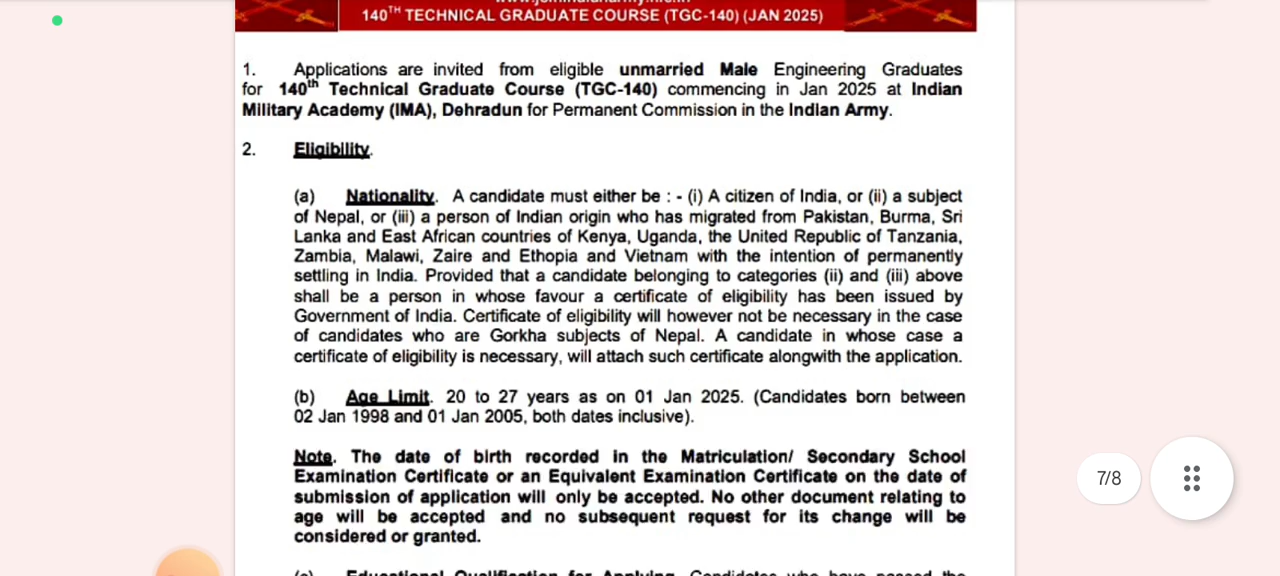 140TH TECHNICAL GRADUATE COURSE (TGC-140) (JAN 2025)
1. Applications are invited from eligible unmarried Male Engineering Graduates
for 140th Technical Graduate Course (TGC-140) commencing in Jan 2025 at Indian
Military Academy (IMA), Dehradun for Permanent Commission in the Indian Army.
2. Eligibility.
(a) Nationality. A candidate must either be : - (i) A citizen of India, or (ii) a subject
of Nepal, or (iii) a person of Indian origin who has migrated from Pakistan, Burma, Sri
Lanka and East African countries of Kenya, Uganda, the United Republic of Tanzania,
Zambia, Malawi, Zaire and Ethopia and Vietnam with the intention of permanently
settling in India. Provided that a candidate belonging to categories (ii) and (iii) above
shall be a person in whose favour a certificate of eligibility has been issued by
Government of India. Certificate of eligibility will however not be necessary in the case
of candidates who are Gorkha subjects of Nepal. A candidate in whose case a
certificate of eligibility is necessary, will attach such certificate alongwith the application.
(b) Age Limit. 20 to 27 years as on 01 Jan 2025. (Candidates born between
02 Jan 1998 and 01 Jan 2005, both dates inclusive).
Note. The date of birth recorded in the Matriculation/ Secondary School
Examination Certificate or an Equivalent Examination Certificate on the date of
submission of application will only be accepted. No other document relating to
age will be accepted and no subsequent request for its change will be
considered or granted.
7/8
(c) Educational Qualification for Applying. Candidates who have passed the